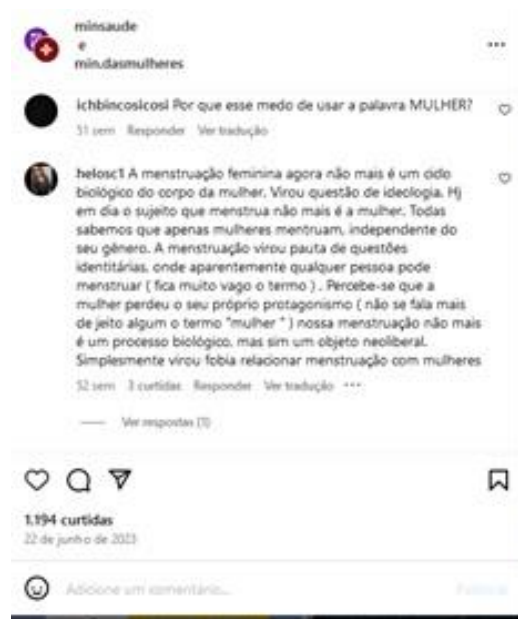 minsaude
e
min.dasmulheres
ichbincosicosi Por que esse medo de usar a palavra MULHER?
51 sem Responder Ver tradução
helosc1 A menstruação feminina agora não mais é um ciclo
biológico do corpo da mulher. Virou questão de ideologia. Hj
em dia o sujeito que menstrua não mais é a mulher. Todas
sabemos que apenas mulheres mentruam, independente do
seu gênero. A menstruação virou pauta de questões
identitárias, onde aparentemente qualquer pessoa pode
menstruar ( fica muito vago o termo ) . Percebe-se que a
mulher perdeu o seu próprio protagonismo ( não se fala mais
de jeito algum o termo "mulher " ) nossa menstruação não mais
é um processo biológico, mas sim um objeto neoliberal.
Simplesmente virou fobia relacionar menstruação com mulheres
52 sem 3 curtidas Responder Ver tradução
Ver respostas (1)
1.194 curtidas
22 de junho de 2023
Adicione um comentário...